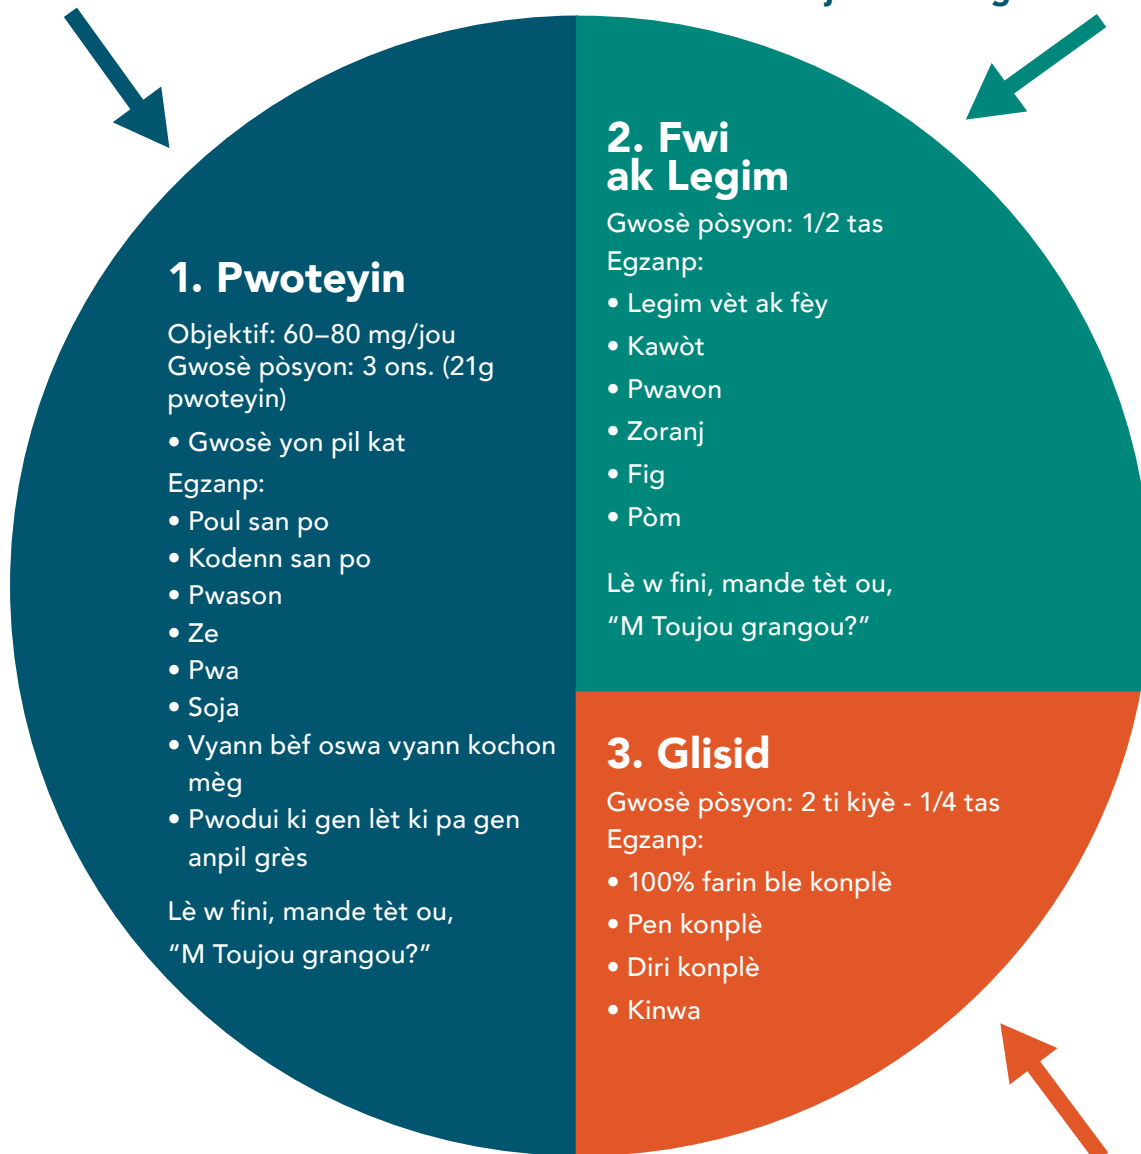 1. Pwoteyin
Objektif: 60–80 mg/jou
Gwosè pòsyon: 3 ons. (21g
pwoteyin)
• Gwosè yon pil kat
Egzanp:
• Poul san po
• Kodenn san po
• Pwason
• Ze
• Pwa
• Soja
• Vyann bèf oswa vyann kochon
mèg
• Pwodui ki gen lèt ki pa gen
anpil grès
Lè w fini, mande tèt ou,
“M Toujou grangou?”
2. Fwi
ak Legim
Gwosè pòsyon: 1/2 tas
Egzanp:
• Legim vèt ak fèy
• Kawòt
• Pwavon
• Zoranj
• Fig
• Pòm
Lè w fini, mande tèt ou,
“M Toujou grangou?”
3. Glisid
Gwosè pòsyon: 2 ti kiyè - 1/4 tas
Egzanp:
• 100% farin ble konplè
• Pen konplè
• Diri konplè
• Kinwa